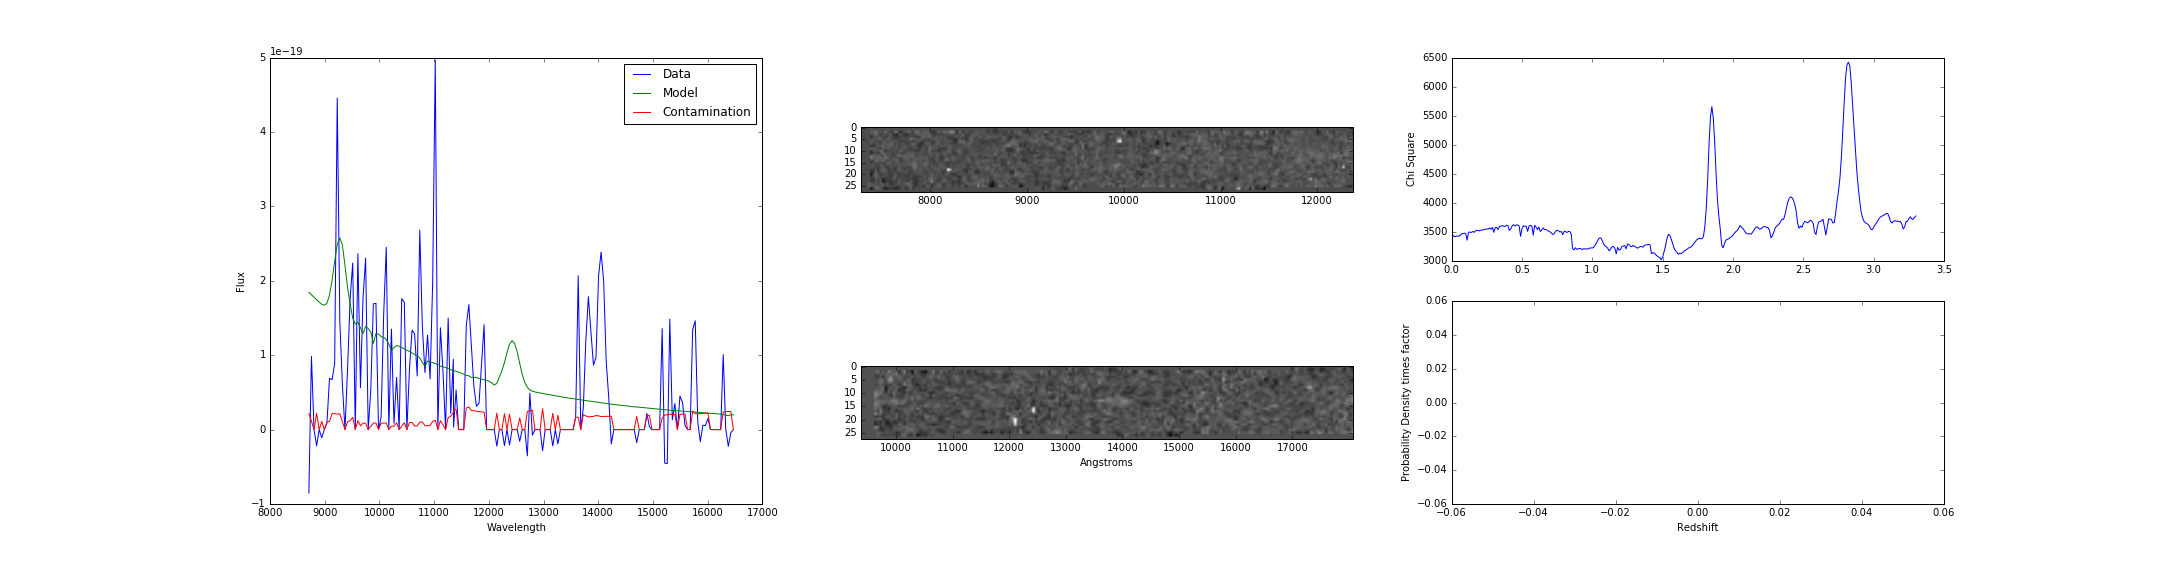 1e−19
5
4
3
2
1
0
−1
Flux
8000 9000 10000 11000 12000 13000 14000 15000 16000 17000
Wavelength
Data
Model
Contamination
0
5
10
15
20
25
8000 9000 10000 11000 12000
0
5
10
15
20
25
10000 11000 12000 13000 14000 15000 16000 17000
Angstroms
6500
6000
5500
5000
4500
4000
3500
3000
Chi Square
0.0 0.5 1.0 1.5 2.0 2.5 3.0 3.5
0.06
0.04
0.02
0.00
−0.02
−0.04
−0.06
Probability Density times factor
−0.06 −0.04 −0.02 0.00 0.02 0.04 0.06
Redshift